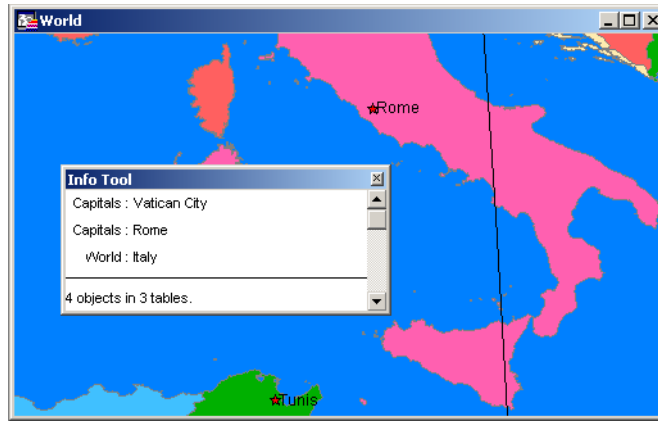 World
Rome
Info Tool
Capitals : Vatican City
Capitals : Rome
World : Italy
4 objects in 3 tables.
Tunis